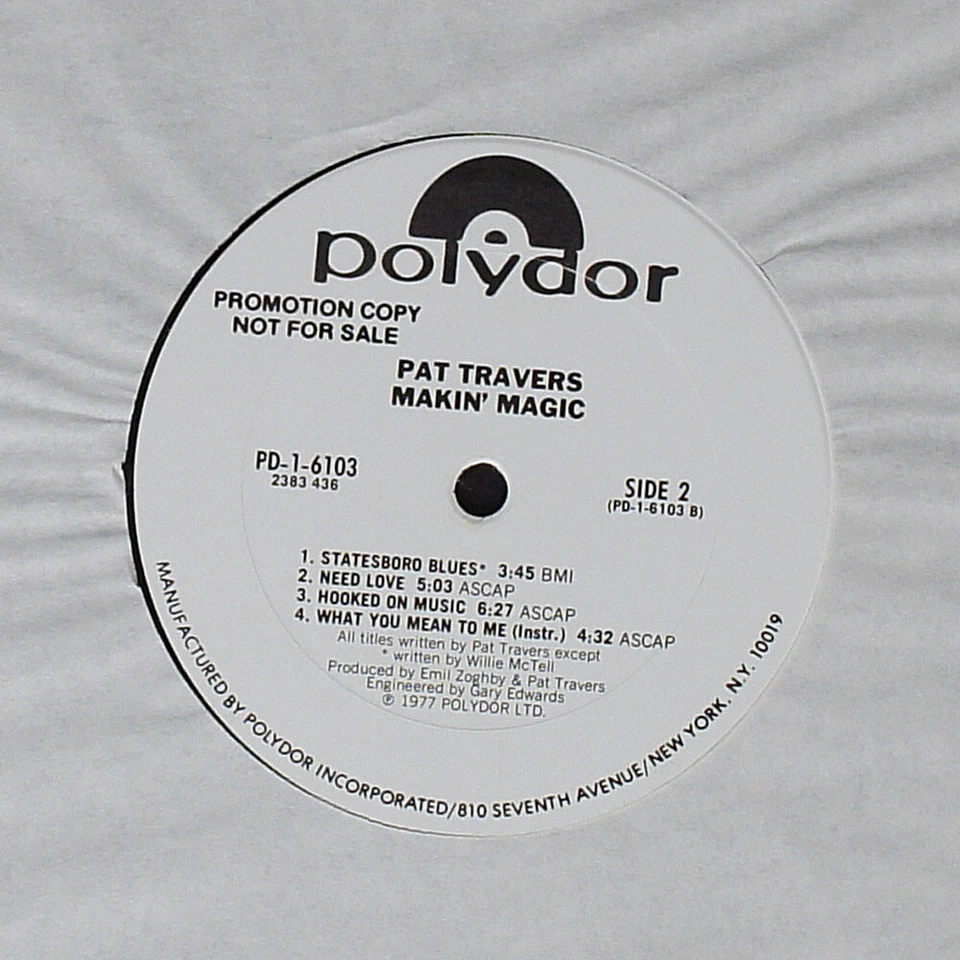 polydor
PROMOTION COPY
NOT FOR SALE
PAT TRAVERS
MAKIN' MAGIC
PD-1-6103
2383 436
SIDE 2
(PD-1-6103 B)
1. STATESBORO BLUES* 3:45 BMI
2. NEED LOVE 5:03 ASCAP
3. HOOKED ON MUSIC 6:27 ASCAP
4. WHAT YOU MEAN TO ME (Instr.) 4:32 ASCAP
All titles written by Pat Travers except
* written by Willie McTell
Produced by Emil Zoghby & Pat Travers
Engineered by Gary Edwards
℗ 1977 POLYDOR LTD.
MANUFACTURED BY POLYDOR INCORPORATED/810 SEVENTH AVENUE/NEW YORK, N.Y. 10019